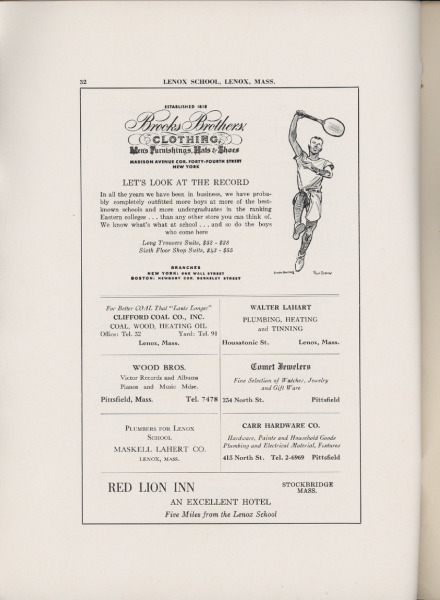 32 LENOX SCHOOL, LENOX, MASS.
ESTABLISHED 1818
Brooks Brothers,
CLOTHING,
Men's Furnishings, Hats & Shoes
MADISON AVENUE COR. FORTY-FOURTH STREET
NEW YORK
LET'S LOOK AT THE RECORD
In all the years we have been in business, we have proba-
bly completely outfitted more boys at more of the best-
known schools and more undergraduates in the ranking
Eastern colleges . . . than any other store you can think of.
We know what's what at school . . . and so do the boys
who come here
Long Trousers Suits,
Sixth Floor Shop Suits,
BRANCHES
NEW YORK: ONE WALL STREET
BOSTON: NEWBURY COR. BERKELEY STREET
For Better COAL That "Lasts Longer"
CLIFFORD COAL CO., INC.
COAL, WOOD, HEATING OIL
Office: Tel. 52 Yard: Tel. 91
Lenox, Mass.
WALTER LAHART
PLUMBING, HEATING
and TINNING
Housatonic St. Lenox, Mass.
WOOD BROS.
Victor Records and Albums
Pianos and Music Mdse.
Pittsfield, Mass. Tel. 7478
Comet Jewelers
Fine Selection of Watches, Jewelry
and Gift Ware
234 North St. Pittsfield
PLUMBERS FOR LENOX
SCHOOL
MASKELL LAHERT CO.
LENOX, MASS.
CARR HARDWARE CO.
Hardware, Paints and Household Goods
Plumbing and Electrical Material, Fixtures
413 North St. Tel. 2-6969 Pittsfield
RED LION INN STOCKBRIDGE
MASS.
AN EXCELLENT HOTEL
Five Miles from the Lenox School